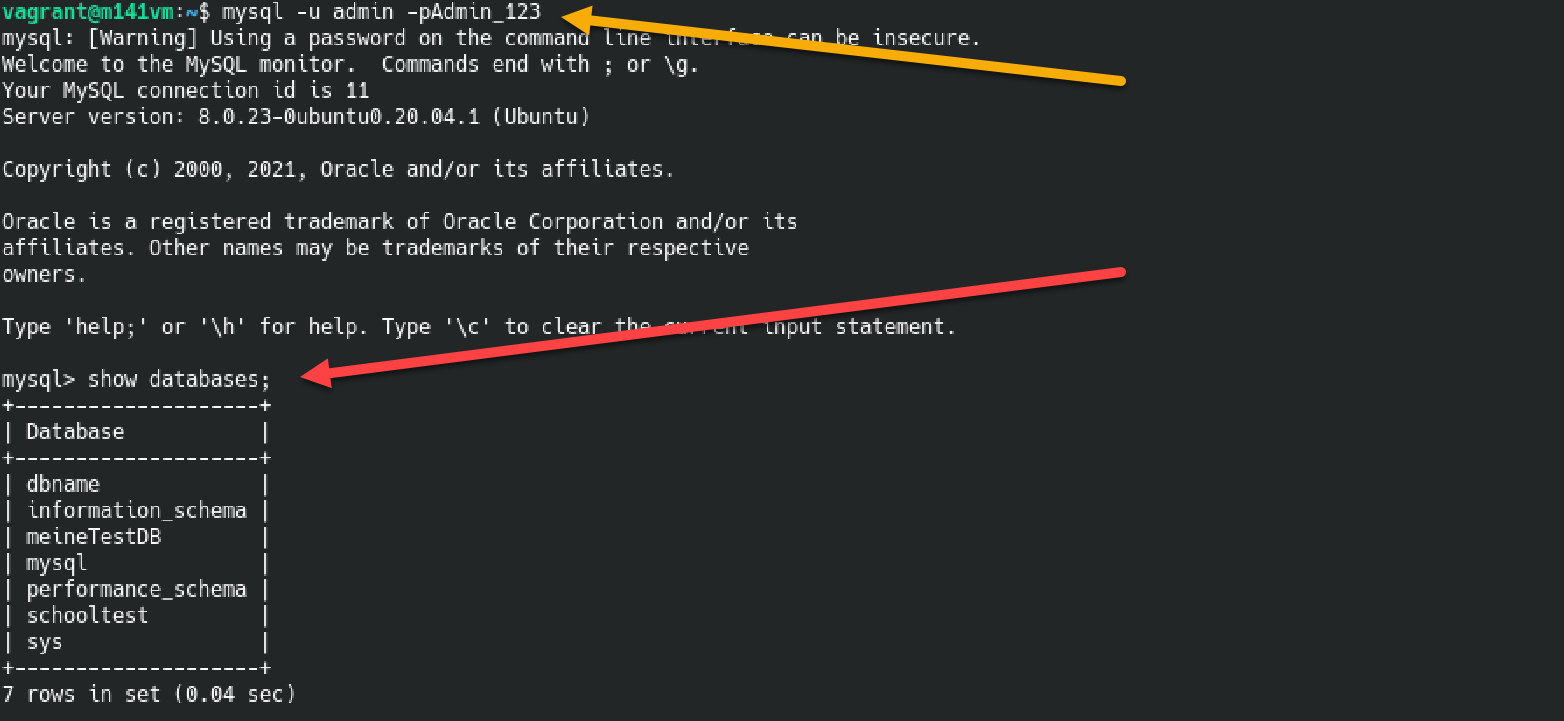 vagrant@m141vm:~$ mysql -u admin -pAdmin_123
mysql: [Warning] Using a password on the command line interface can be insecure.
Welcome to the MySQL monitor.  Commands end with ; or \g.
Your MySQL connection id is 11
Server version: 8.0.23-0ubuntu0.20.04.1 (Ubuntu)
Copyright (c) 2000, 2021, Oracle and/or its affiliates.
Oracle is a registered trademark of Oracle Corporation and/or its
affiliates. Other names may be trademarks of their respective
owners.
Type 'help;' or '\h' for help. Type '\c' to clear the current input statement.
mysql> show databases;
+--------------------+
| Database           |
+--------------------+
| dbname             |
| information_schema |
| meineTestDB        |
| mysql              |
| performance_schema |
| schooltest         |
| sys                |
+--------------------+
7 rows in set (0.04 sec)